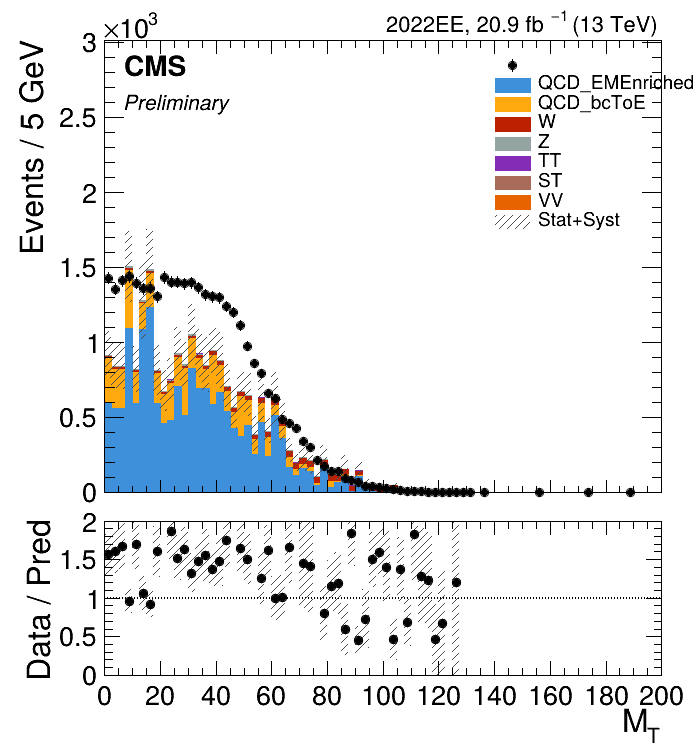 ×10³
2022EE, 20.9 fb ⁻¹ (13 TeV)
Events / 5 GeV
CMS
Preliminary
QCD_EMEnriched
QCD_bcToE
W
Z
TT
ST
VV
Stat+Syst
3
2.5
2
1.5
1
0.5
0
Data / Pred
2
1.5
1
0.5
0
0 20 40 60 80 100 120 140 160 180 200
M_T